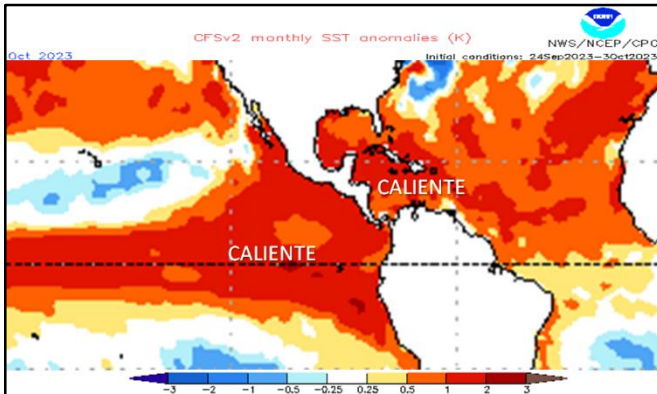 CFSv2 monthly SST anomalies (K)
NOAA
NWS/NCEP/CPC
Oct 2023
Initial conditions: 24Sep2023-3Oct2023
CALIENTE
CALIENTE
-3 -2 -1 -0.5 -0.25 0.25 0.5 1 2 3